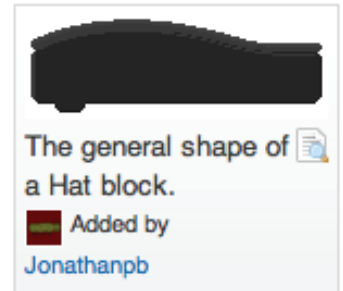 The general shape of
a Hat block.
Added by
Jonathanpb